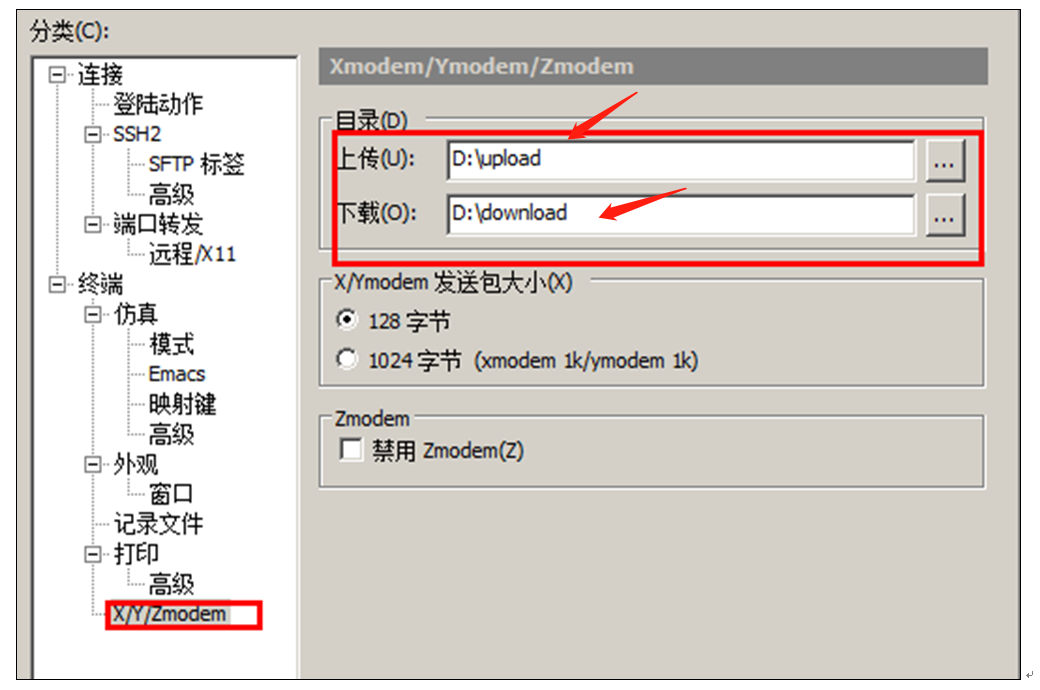 分类(C):
连接
登陆动作
SSH2
SFTP 标签
高级
端口转发
远程/X11
终端
仿真
模式
Emacs
映射键
高级
外观
窗口
记录文件
打印
高级
X/Y/Zmodem
Xmodem/Ymodem/Zmodem
目录(D)
上传(U): D:\upload ...
下载(O): D:\download ...
X/Ymodem 发送包大小(X)
128 字节
1024 字节 (xmodem 1k/ymodem 1k)
Zmodem
禁用 Zmodem(Z)